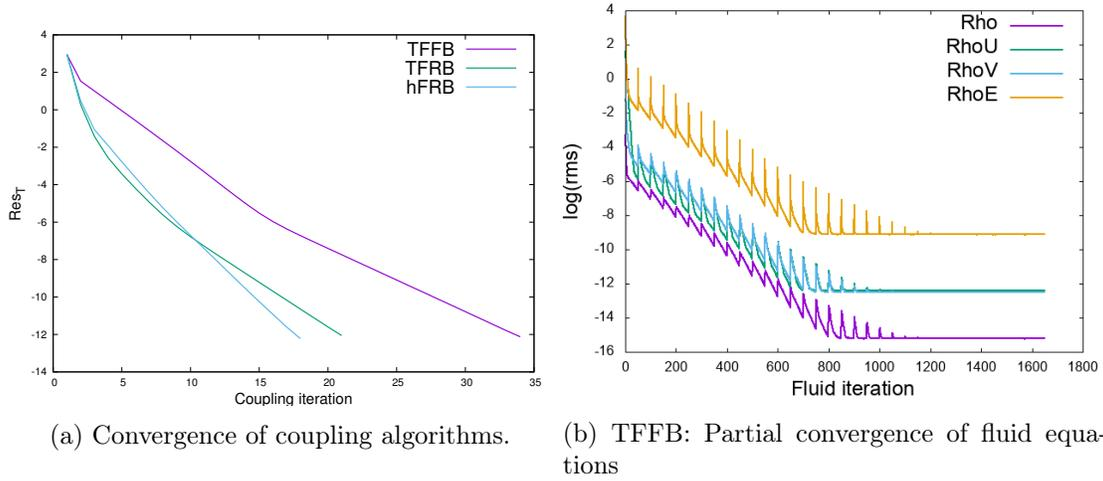 4
2
0
-2
-4
-6
-8
-10
-12
-14
0 5 10 15 20 25 30 35
Res_T
Coupling iteration
TFFB
TFRB
hFRB
(a) Convergence of coupling algorithms.
4
2
0
-2
-4
-6
-8
-10
-12
-14
-16
0 200 400 600 800 1000 1200 1400 1600 1800
log(rms)
Fluid iteration
Rho
RhoU
RhoV
RhoE
(b) TFFB: Partial convergence of fluid equa-
tions